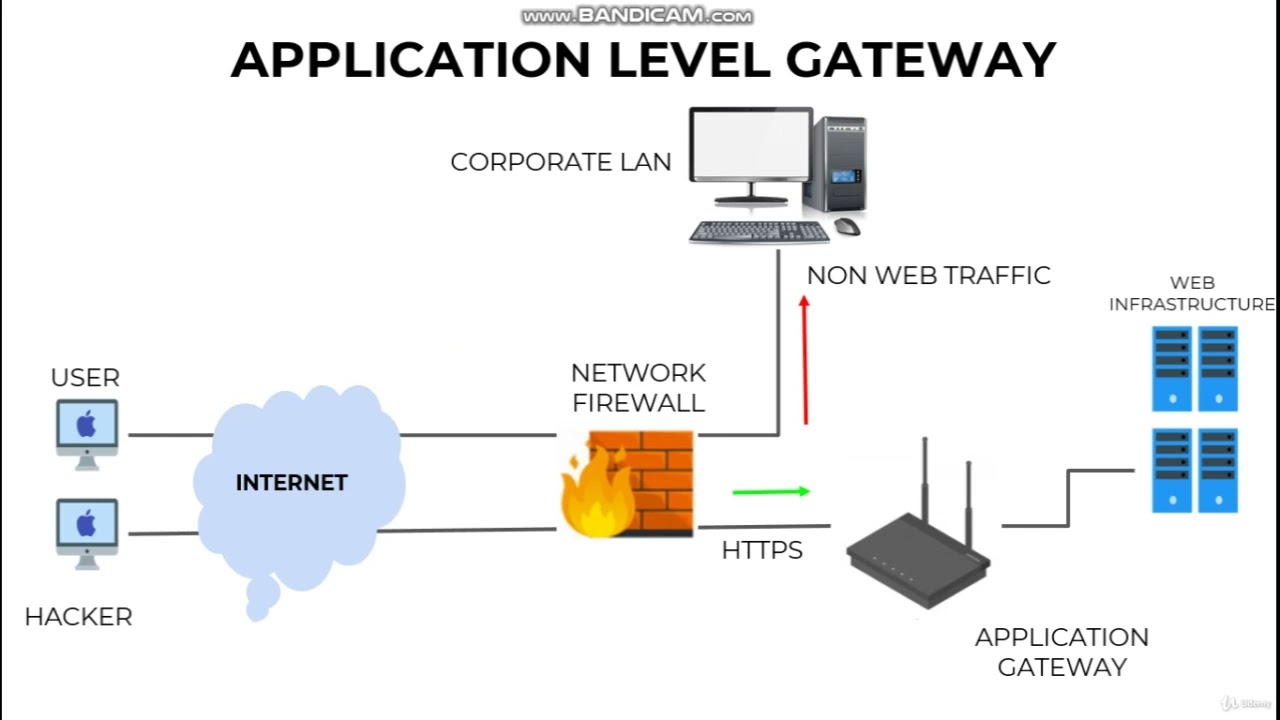 www.BANDICAM.com
APPLICATION LEVEL GATEWAY
CORPORATE LAN
NON WEB TRAFFIC
WEB
INFRASTRUCTURE
USER
NETWORK
FIREWALL
INTERNET
HTTPS
HACKER
APPLICATION
GATEWAY
Udemy